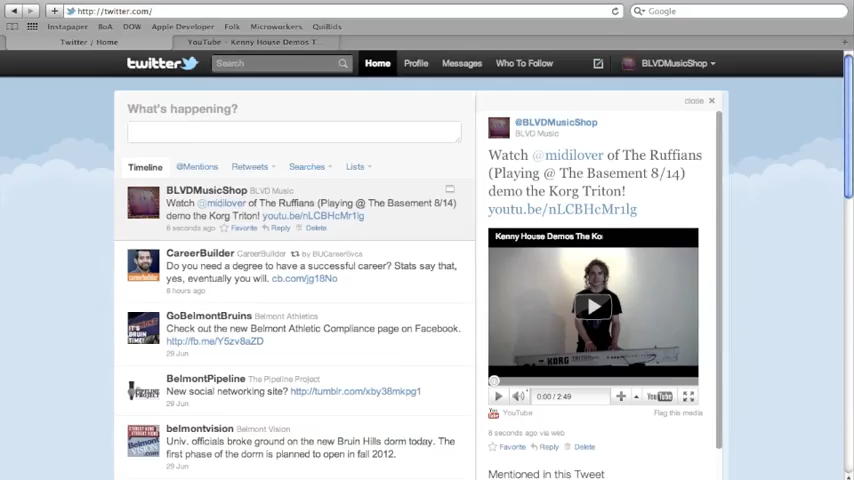 http://twitter.com/
Google
Instapaper BoA DOW Apple Developer Folk Microworkers QuiBids
Twitter / Home
YouTube - Kenny House Demos T...
twitter
Search
Home Profile Messages Who To Follow
BLVDMusicShop
What's happening?
Timeline @Mentions Retweets Searches Lists
BLVDMusicShop BLVD Music
Watch @midilover of The Ruffians (Playing @ The Basement 8/14)
demo the Korg Triton! youtu.be/nLCBHcMr1lg
6 seconds ago Favorite Reply Delete
CareerBuilder CareerBuilder by BUCareerSvcs
Do you need a degree to have a successful career? Stats say that,
yes, eventually you will. cb.com/jg18No
8 hours ago
GoBelmontBruins Belmont Athletics
Check out the new Belmont Athletic Compliance page on Facebook.
http://fb.me/Y5zv8aZD
29 Jun
BelmontPipeline The Pipeline Project
New social networking site? http://tumblr.com/xby38mkpg1
29 Jun
belmontvision Belmont Vision
Univ. officials broke ground on the new Bruin Hills dorm today. The
first phase of the dorm is planned to open in fall 2012.
29 Jun
close x
@BLVDMusicShop
BLVD Music
Watch @midilover of The Ruffians
(Playing @ The Basement 8/14)
demo the Korg Triton!
youtu.be/nLCBHcMr1lg
Kenny House Demos The Ko
KORG
0:00 / 2:49
YouTube
YouTube
Flag this media
8 seconds ago via web
Favorite Reply Delete
Mentioned in this Tweet